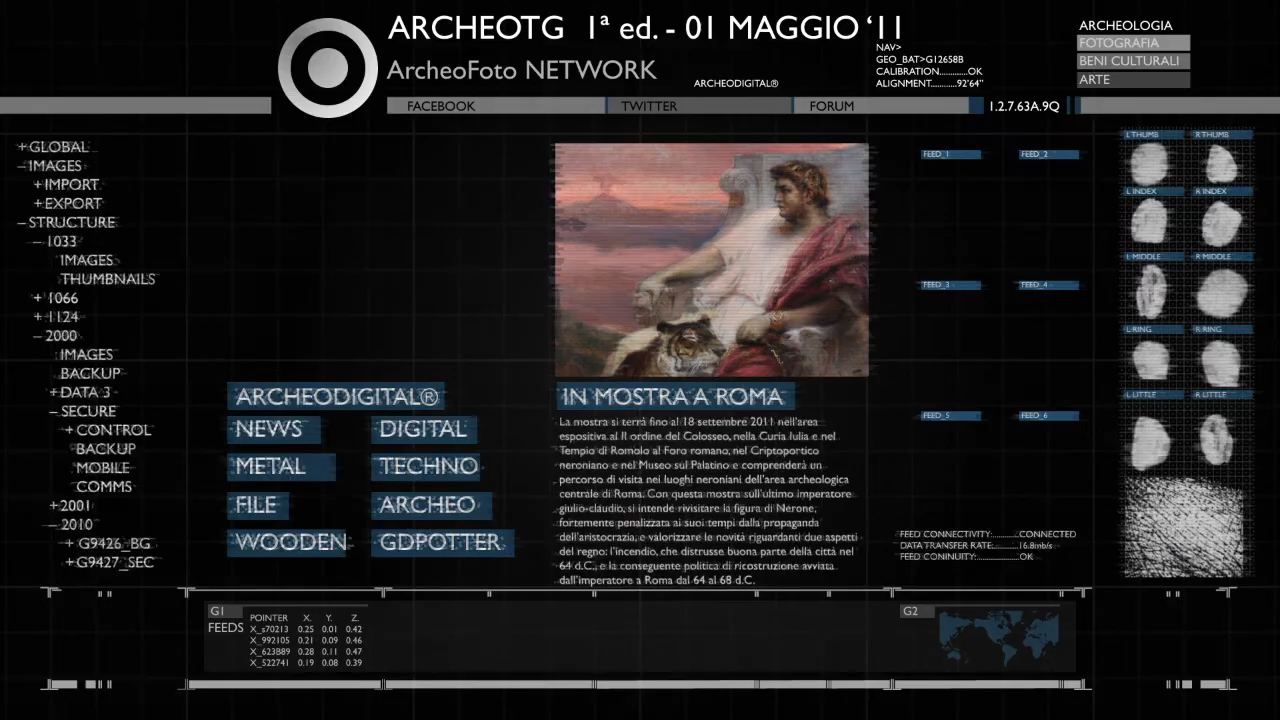 ARCHEOTG 1ª ed. - 01 MAGGIO ‘11
ArcheoFoto NETWORK
ARCHEODIGITAL®
NAV>
GEO_BAT>G12658B
CALIBRATION.............OK
ALIGNMENT............92'64"
ARCHEOLOGIA
FOTOGRAFIA
BENI CULTURALI
ARTE
FACEBOOK
TWITTER
FORUM
1.2.7.63A.9Q
+GLOBAL
–IMAGES
+IMPORT
+EXPORT
–STRUCTURE
–1033
IMAGES
THUMBNAILS
+1066
+1124
–2000
IMAGES
BACKUP
+DATA 3
–SECURE
+CONTROL
BACKUP
MOBILE
COMMS
+2001
–2010
+G9426_BG
+G9427_SEC
ARCHEODIGITAL®
NEWS
DIGITAL
METAL
TECHNO
FILE
ARCHEO
WOODEN
GDPOTTER
IN MOSTRA A ROMA
La mostra si terrà fino al 18 settembre 2011 nell'area
espositiva al II ordine del Colosseo, nella Curia Iulia e nel
Tempio di Romolo al Foro romano, nel Criptoportico
neroniano e nel Museo sul Palatino e comprenderà un
percorso di visita nei luoghi neroniani dell'area archeologica
centrale di Roma. Con questa mostra sull'ultimo imperatore
giulio-claudio, si intende rivisitare la figura di Nerone,
fortemente penalizzata ai suoi tempi dalla propaganda
dell'aristocrazia, e valorizzare le novità riguardanti due aspetti
del regno: l'incendio, che distrusse buona parte della città nel
64 d.C., e la conseguente politica di ricostruzione avviata
dall'imperatore a Roma dal 64 al 68 d.C.
FEED_1
FEED_2
FEED_3
FEED_4
FEED_5
FEED_6
FEED CONNECTIVITY:............CONNECTED
DATA TRANSFER RATE:...........16.8mb/s
FEED CONINUITY:...............OK
L THUMB
R THUMB
L INDEX
R INDEX
L MIDDLE
R MIDDLE
L RING
R RING
L LITTLE
R LITTLE
G1
FEEDS
POINTER X. Y. Z.
X_s70213 0.25 0.01 0.42
X_992105 0.21 0.09 0.46
X_623B89 0.28 0.11 0.47
X_522741 0.19 0.08 0.39
G2